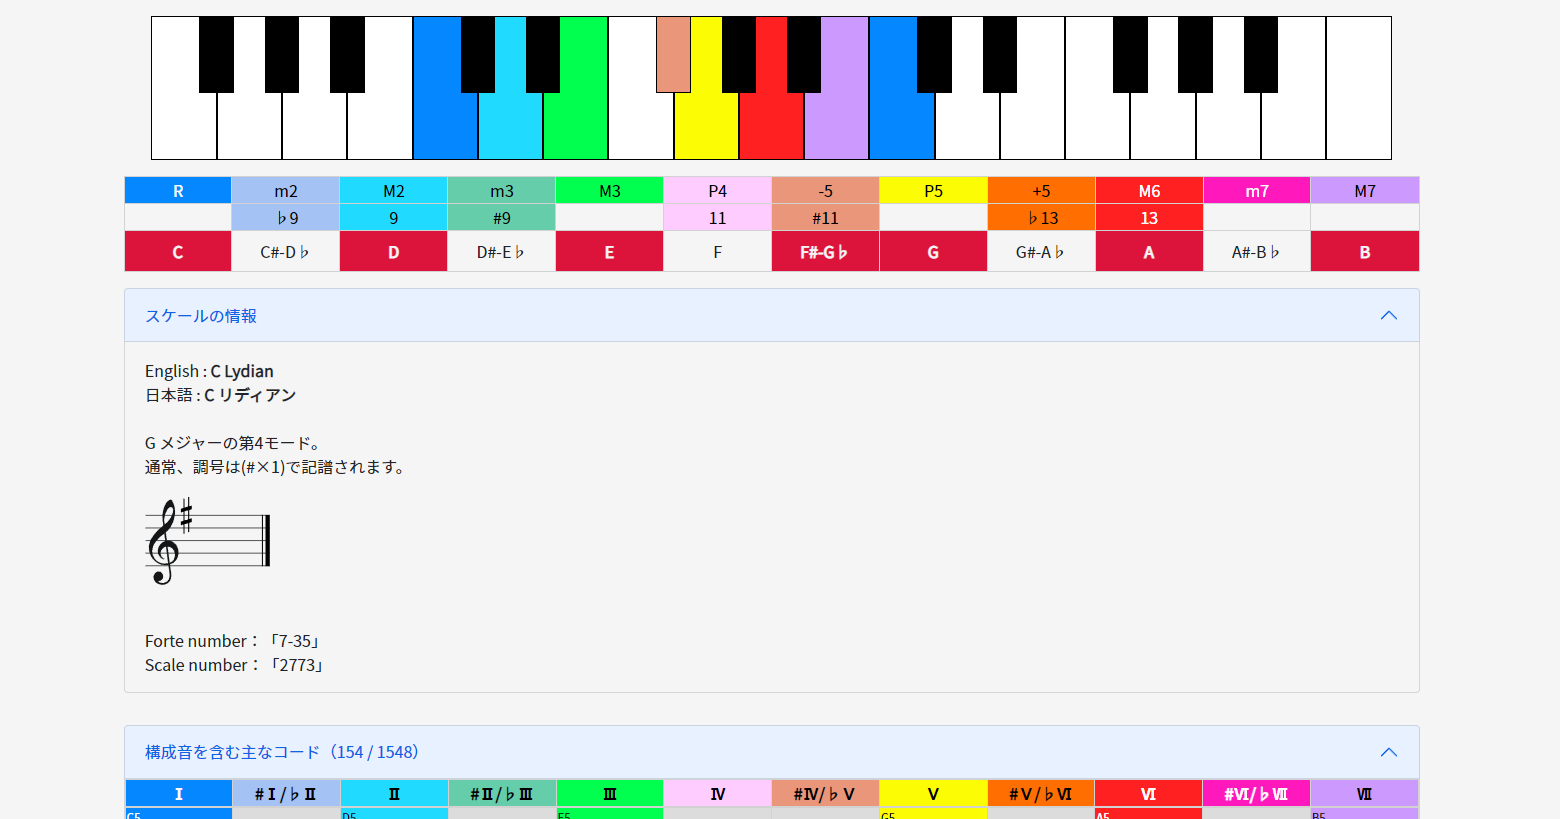 R m2 M2 m3 M3 P4 -5 P5 +5 M6 m7 M7
♭9 9 #9 11 #11 ♭13 13
C C#-D♭ D D#-E♭ E F F#-G♭ G G#-A♭ A A#-B♭ B
スケールの情報
English : C Lydian
日本語 : C リディアン
G メジャーの第4モード。
通常、調号は(#×1)で記譜されます。
Forte number：「7-35」
Scale number：「2773」
構成音を含む主なコード（154 / 1548）
Ⅰ #Ⅰ/♭Ⅱ Ⅱ #Ⅱ/♭Ⅲ Ⅲ Ⅳ #Ⅳ/♭Ⅴ Ⅴ #Ⅴ/♭Ⅵ Ⅵ #Ⅵ/♭Ⅶ Ⅶ
C5 D5 E5 G5 A5 B5